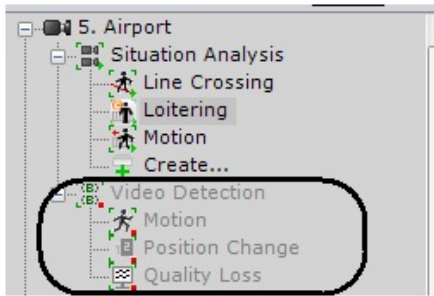 5. Airport
Situation Analysis
Line Crossing
Loitering
Motion
Create...
Video Detection
Motion
Position Change
Quality Loss